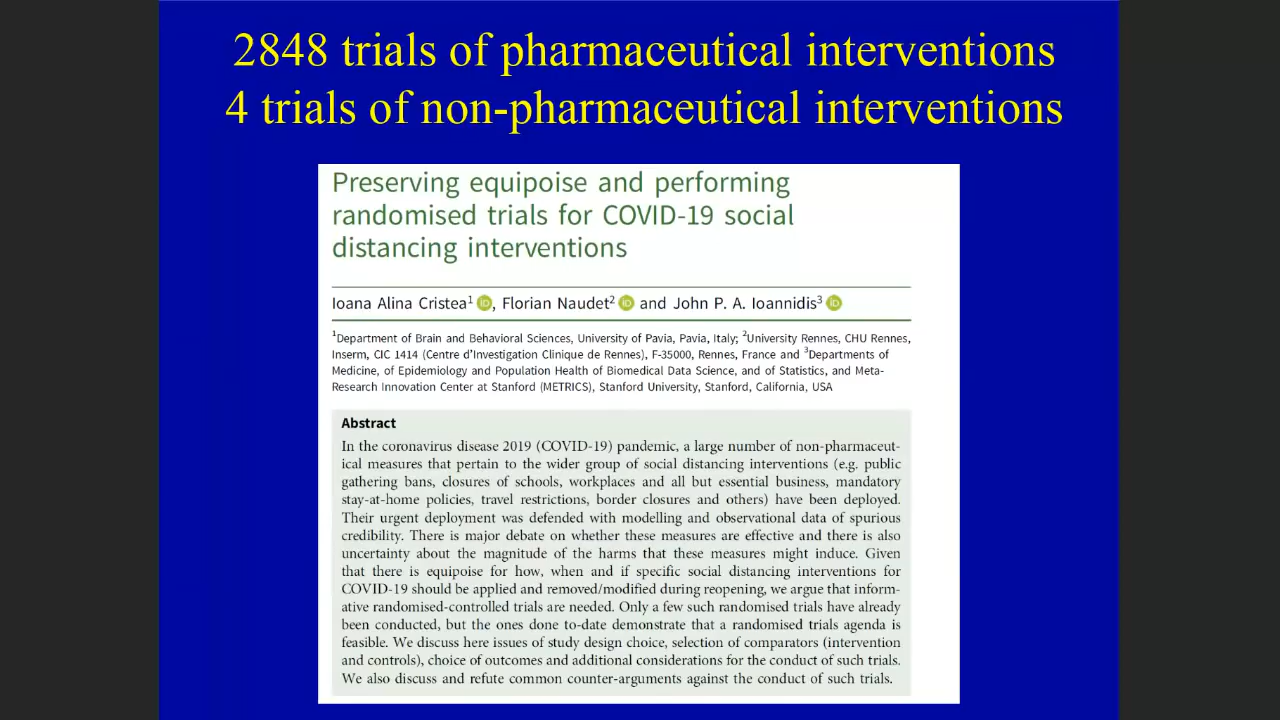 2848 trials of pharmaceutical interventions
4 trials of non-pharmaceutical interventions
Preserving equipoise and performing
randomised trials for COVID-19 social
distancing interventions
Ioana Alina Cristea1 iD, Florian Naudet2 iD and John P. A. Ioannidis3 iD
1Department of Brain and Behavioral Sciences, University of Pavia, Pavia, Italy; 2University Rennes, CHU Rennes,
Inserm, CIC 1414 (Centre d'Investigation Clinique de Rennes), F-35000, Rennes, France and 3Departments of
Medicine, of Epidemiology and Population Health of Biomedical Data Science, and of Statistics, and Meta-
Research Innovation Center at Stanford (METRICS), Stanford University, Stanford, California, USA
Abstract
In the coronavirus disease 2019 (COVID-19) pandemic, a large number of non-pharmaceut-
ical measures that pertain to the wider group of social distancing interventions (e.g. public
gathering bans, closures of schools, workplaces and all but essential business, mandatory
stay-at-home policies, travel restrictions, border closures and others) have been deployed.
Their urgent deployment was defended with modelling and observational data of spurious
credibility. There is major debate on whether these measures are effective and there is also
uncertainty about the magnitude of the harms that these measures might induce. Given
that there is equipoise for how, when and if specific social distancing interventions for
COVID-19 should be applied and removed/modified during reopening, we argue that inform-
ative randomised-controlled trials are needed. Only a few such randomised trials have already
been conducted, but the ones done to-date demonstrate that a randomised trials agenda is
feasible. We discuss here issues of study design choice, selection of comparators (intervention
and controls), choice of outcomes and additional considerations for the conduct of such trials.
We also discuss and refute common counter-arguments against the conduct of such trials.